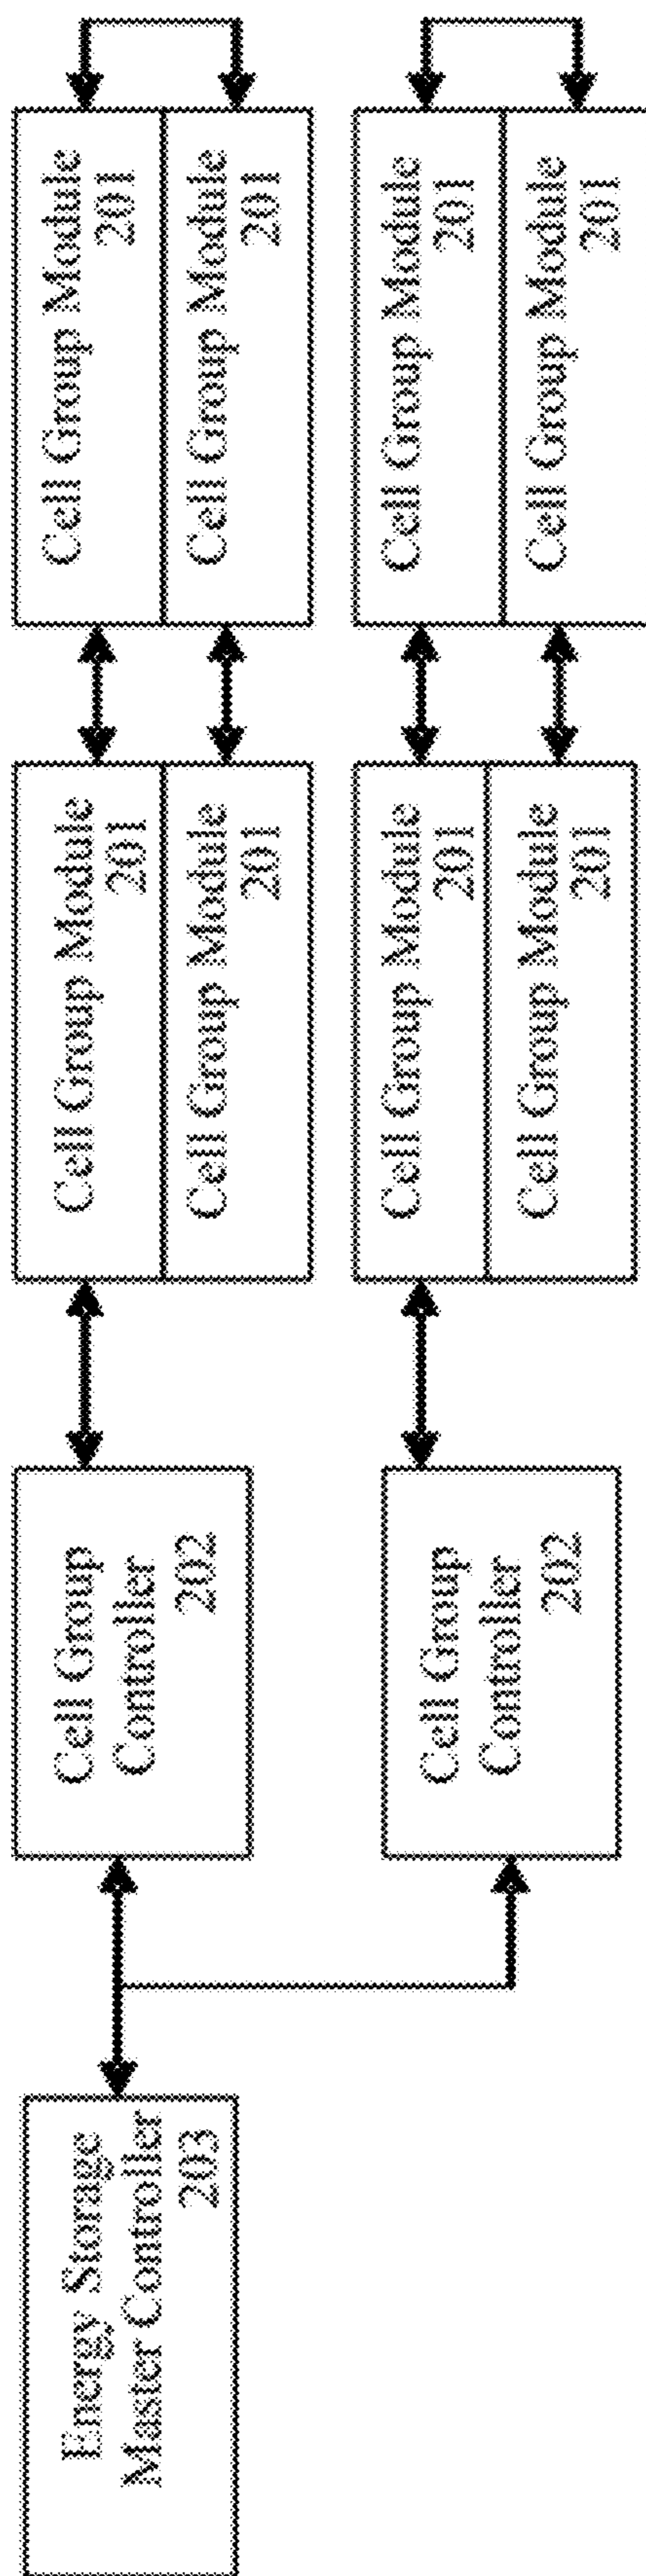 Energy Storage
Master Controller
203
Cell Group
Controller
202
Cell Group Module
201
Cell Group Module
201
Cell Group Module
201
Cell Group Module
201
Cell Group
Controller
202
Cell Group Module
201
Cell Group Module
201
Cell Group Module
201
Cell Group Module
201